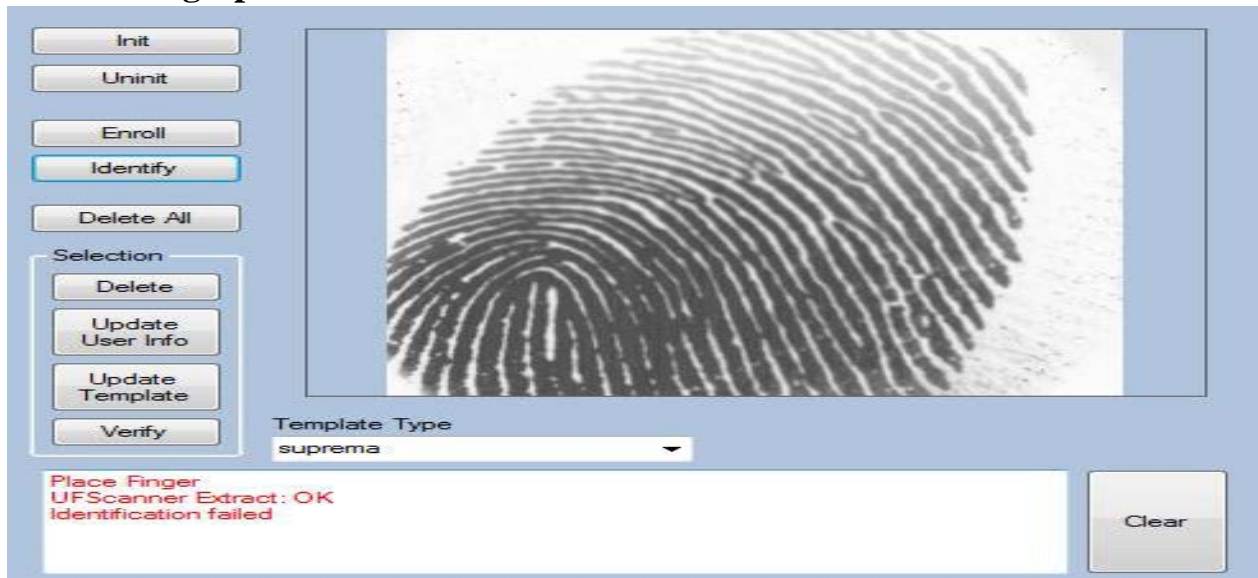 Init
Uninit
Enroll
Identify
Delete All
Selection
Delete
Update
User Info
Update
Template
Verify
Template Type
suprema
Place Finger
UFScanner Extract: OK
Identification failed
Clear